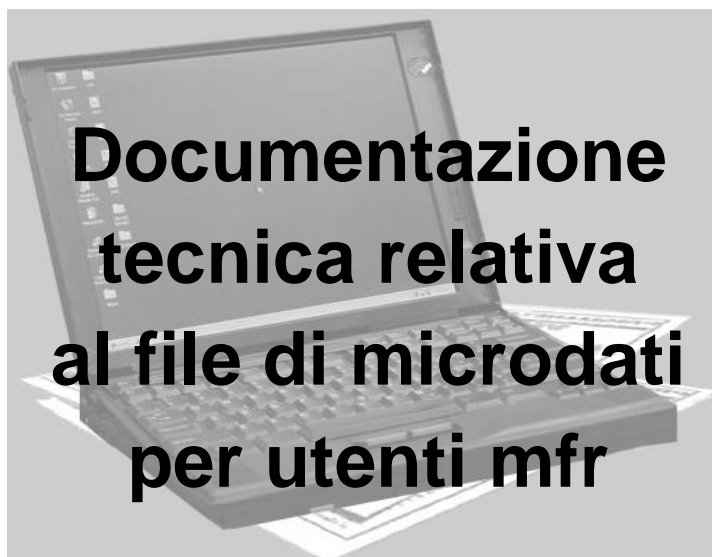 Documentazione
tecnica relativa
al file di microdati
per utenti mfr